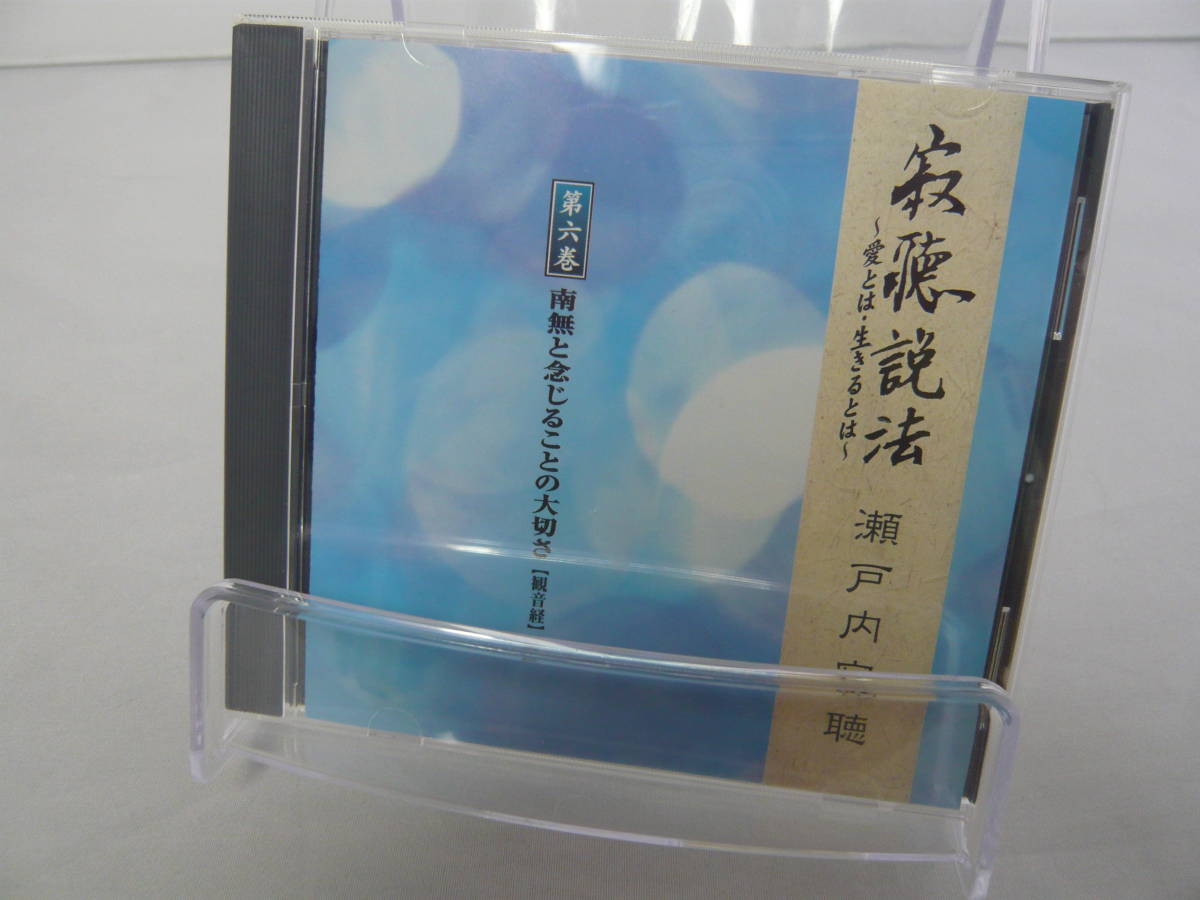 寂聴説法
～愛とは・生きるとは～
瀬戸内寂聴
第六巻
南無と念じることの大切さ【観音経】